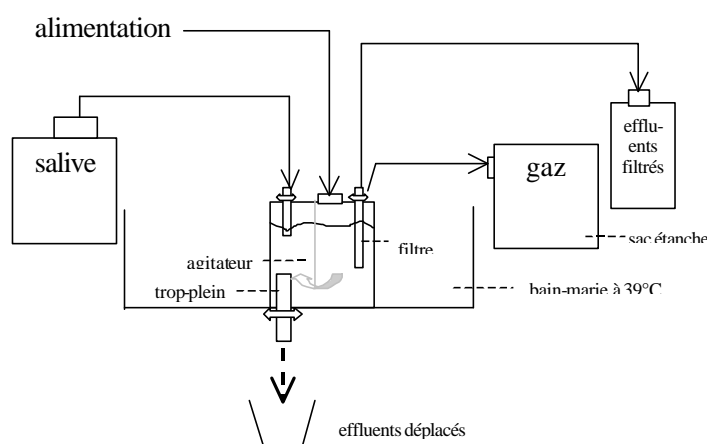 alimentation
salive
efflu-
ents
filtrés
gaz
sac étanche
filtre
agitateur
trop-plein
bain-marie à 39°C
effluents déplacés